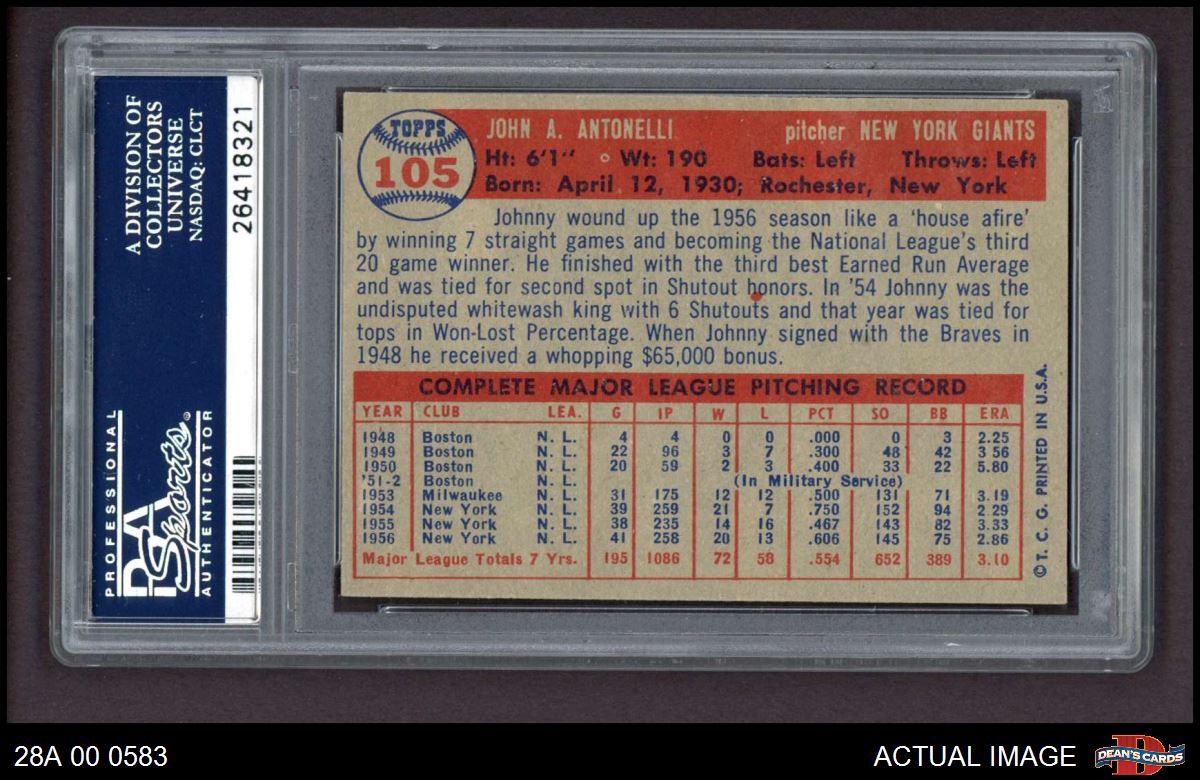 A DIVISION OF
COLLECTORS
UNIVERSE
NASDAQ: CLCT
26418321
PROFESSIONAL
PSA
Sports®
AUTHENTICATOR
TOPPS
105
JOHN A. ANTONELLI pitcher NEW YORK GIANTS
Ht: 6'1" Wt: 190 Bats: Left Throws: Left
Born: April 12, 1930; Rochester, New York
Johnny wound up the 1956 season like a 'house afire'
by winning 7 straight games and becoming the National League's third
20 game winner. He finished with the third best Earned Run Average
and was tied for second spot in Shutout honors. In '54 Johnny was the
undisputed whitewash king with 6 Shutouts and that year was tied for
tops in Won-Lost Percentage. When Johnny signed with the Braves in
1948 he received a whopping $65,000 bonus.
COMPLETE MAJOR LEAGUE PITCHING RECORD
YEAR CLUB LEA. G IP W L PCT SO BB ERA
1948 Boston N. L. 4 4 0 0 .000 0 3 2.25
1949 Boston N. L. 22 96 3 7 .300 48 42 3 56
1950 Boston N. L. 20 59 2 3 .400 33 22 5.80
'51-2 Boston N. L. (In Military Service)
1953 Milwaukee N. L. 31 175 12 12 .500 131 71 3.19
1954 New York N. L. 39 259 21 7 .750 152 94 2.29
1955 New York N. L. 38 235 14 16 .467 143 82 3.33
1956 New York N. L. 41 258 20 13 .606 145 75 2.86
Major League Totals 7 Yrs. 195 1086 72 58 .554 652 389 3.10
© T. C. G. PRINTED IN U.S.A.
28A 00 0583
ACTUAL IMAGE
DEAN'S CARDS